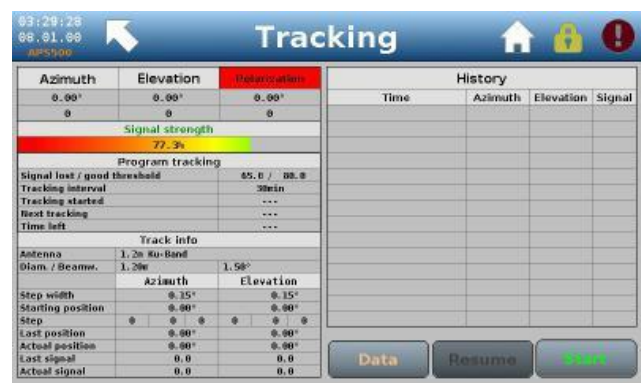 03:29:28
00.01.00
APS500
Tracking
Azimuth Elevation Polarization
0.00° 0.00° 0.00°
0 0 0
Signal strength
77.3%
Program tracking
Signal lost / good threshold 65.0 / 80.0
Tracking interval 30min
Tracking started ---
Next tracking ---
Time left ---
Track info
Antenna 1.2m Ku-Band
Diam. / Beamw. 1.20m 1.50°
Azimuth Elevation
Step width 0.15° 0.15°
Starting position 0.00° 0.00°
Step 0 0 0 0 0 0
Last position 0.00° 0.00°
Actual position 0.00° 0.00°
Last signal 0.0 0.0
Actual signal 0.0 0.0
History
Time Azimuth Elevation Signal
Data Resume Start